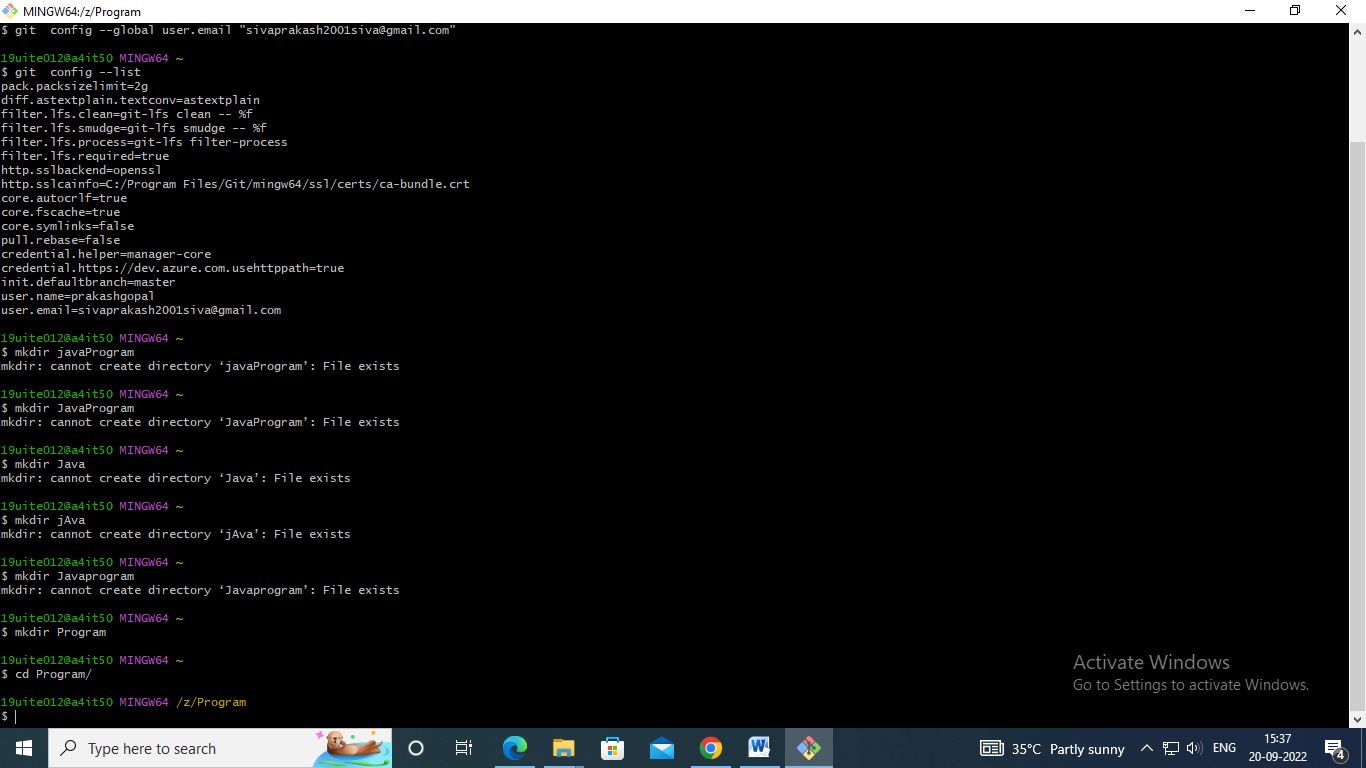 MINGW64:/z/Program
$ git  config --global user.email "sivaprakash2001siva@gmail.com"
19uite012@a4it50 MINGW64 ~
$ git  config --list
pack.packsizelimit=2g
diff.astextplain.textconv=astextplain
filter.lfs.clean=git-lfs clean -- %f
filter.lfs.smudge=git-lfs smudge -- %f
filter.lfs.process=git-lfs filter-process
filter.lfs.required=true
http.sslbackend=openssl
http.sslcainfo=C:/Program Files/Git/mingw64/ssl/certs/ca-bundle.crt
core.autocrlf=true
core.fscache=true
core.symlinks=false
pull.rebase=false
credential.helper=manager-core
credential.https://dev.azure.com.usehttppath=true
init.defaultbranch=master
user.name=prakashgopal
user.email=sivaprakash2001siva@gmail.com
19uite012@a4it50 MINGW64 ~
$ mkdir javaProgram
mkdir: cannot create directory ‘javaProgram’: File exists
19uite012@a4it50 MINGW64 ~
$ mkdir JavaProgram
mkdir: cannot create directory ‘JavaProgram’: File exists
19uite012@a4it50 MINGW64 ~
$ mkdir Java
mkdir: cannot create directory ‘Java’: File exists
19uite012@a4it50 MINGW64 ~
$ mkdir jAva
mkdir: cannot create directory ‘jAva’: File exists
19uite012@a4it50 MINGW64 ~
$ mkdir Javaprogram
mkdir: cannot create directory ‘Javaprogram’: File exists
19uite012@a4it50 MINGW64 ~
$ mkdir Program
19uite012@a4it50 MINGW64 ~
$ cd Program/
19uite012@a4it50 MINGW64 /z/Program
$
Activate Windows
Go to Settings to activate Windows.
Type here to search
35°C Partly sunny
ENG
15:37
20-09-2022
4